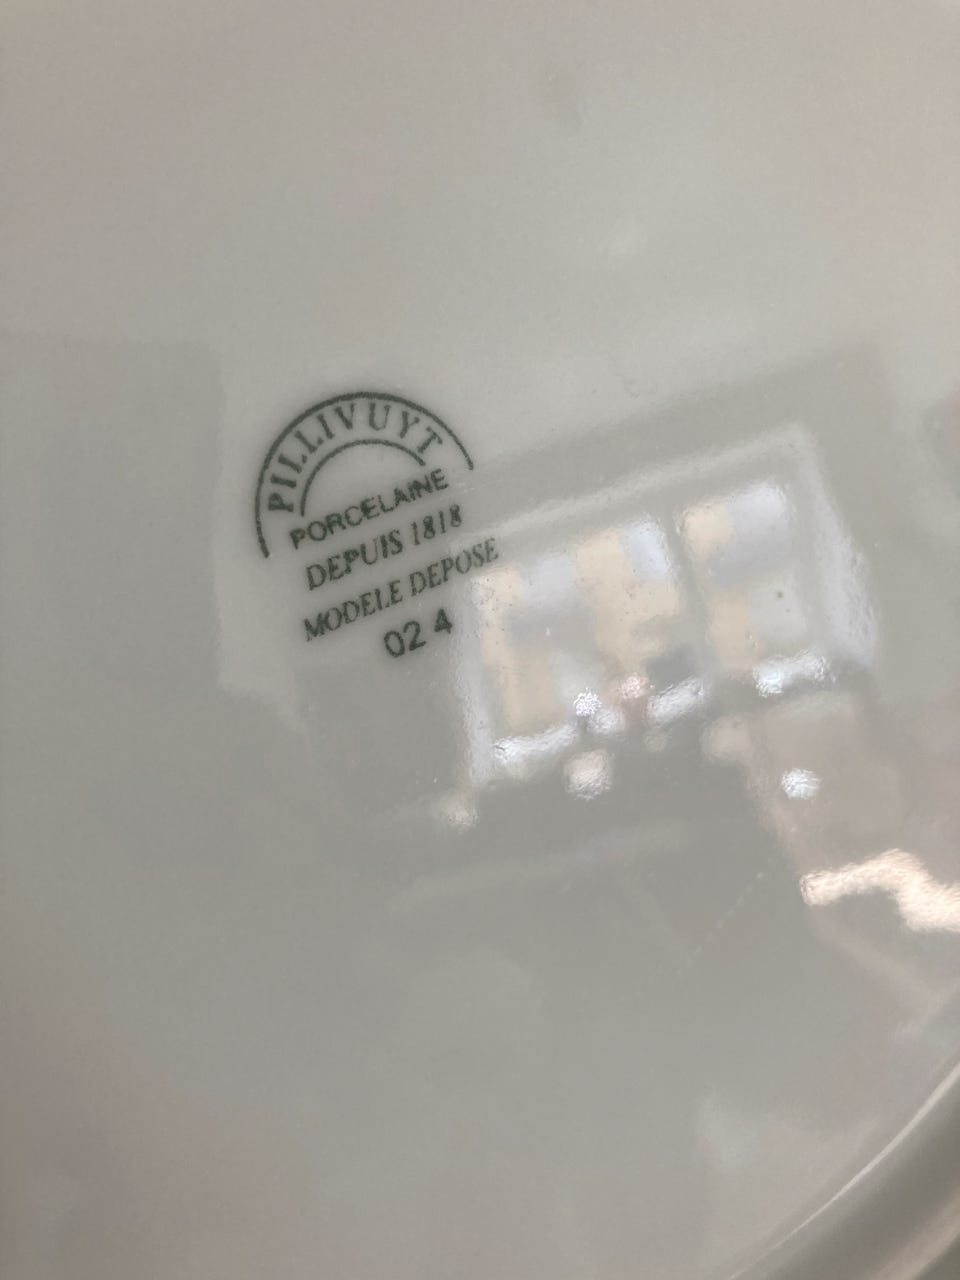 PILLIVUYT
PORCELAINE
DEPUIS 1818
MODELE DEPOSE
02 4